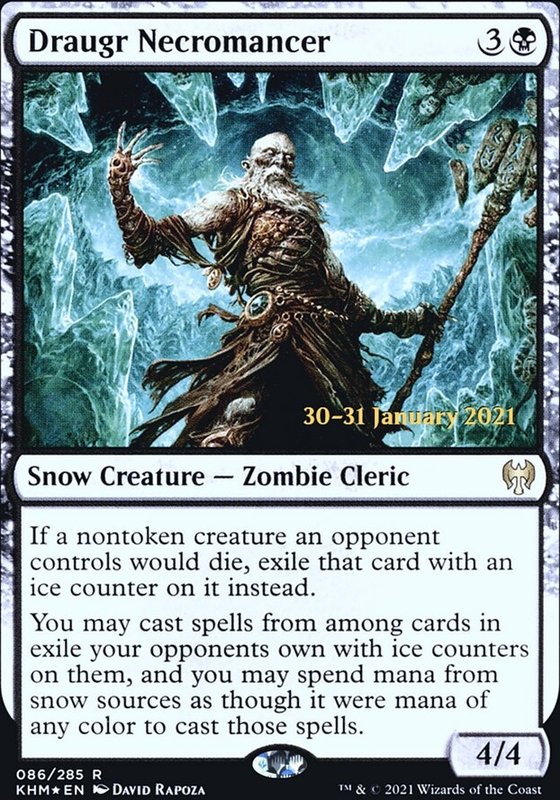 Draugr Necromancer 3
30-31 January 2021
Snow Creature — Zombie Cleric
If a nontoken creature an opponent
controls would die, exile that card with an
ice counter on it instead.
You may cast spells from among cards in
exile your opponents own with ice counters
on them, and you may spend mana from
snow sources as though it were mana of
any color to cast those spells.
4/4
086/285 R
KHM★EN David Rapoza
™ & © 2021 Wizards of the Coast